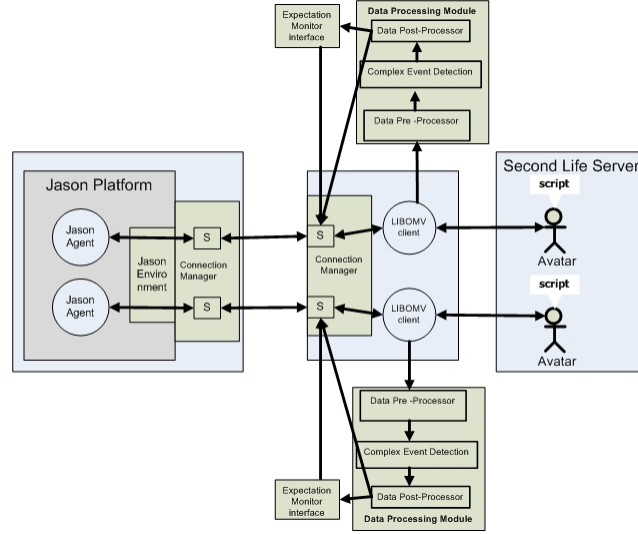 Expectation
Monitor
interface
Data Processing Module
Data Post-Processor
Complex Event Detection
Data Pre -Processor
Jason Platform
Jason
Agent
Jason
Agent
Jason
Enviro
nment
S
Connection
Manager
S
S
Connection
Manager
S
LIBOMV
client
LIBOMV
client
Second Life Server
script
Avatar
script
Avatar
Data Pre -Processor
Complex Event Detection
Data Post-Processor
Data Processing Module
Expectation
Monitor
interface